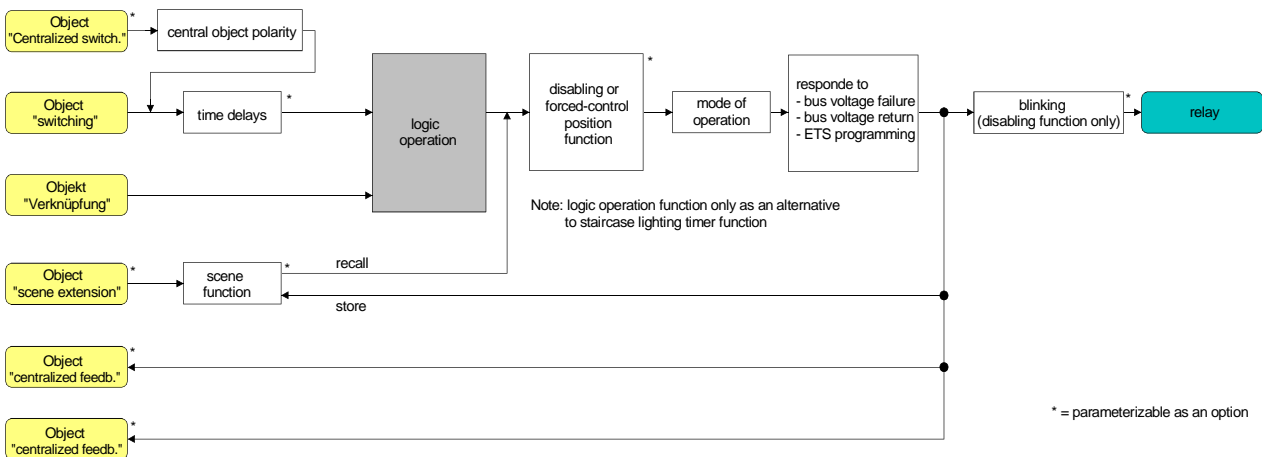 Object
"Centralized switch."
*
central object polarity
Object
"switching"
time delays
*
logic
operation
disabling or
forced-control
position
function
*
mode of
operation
responde to
- bus voltage failure
- bus voltage return
- ETS programming
blinking
(disabling function only)
*
relay
Objekt
"Verknüpfung"
Note: logic operation function only as an alternative
to staircase lighting timer function
Object
"scene extension"
*
scene
function
*
recall
store
Object
"centralized feedb."
*
Object
"centralized feedb."
*
* = parameterizable as an option